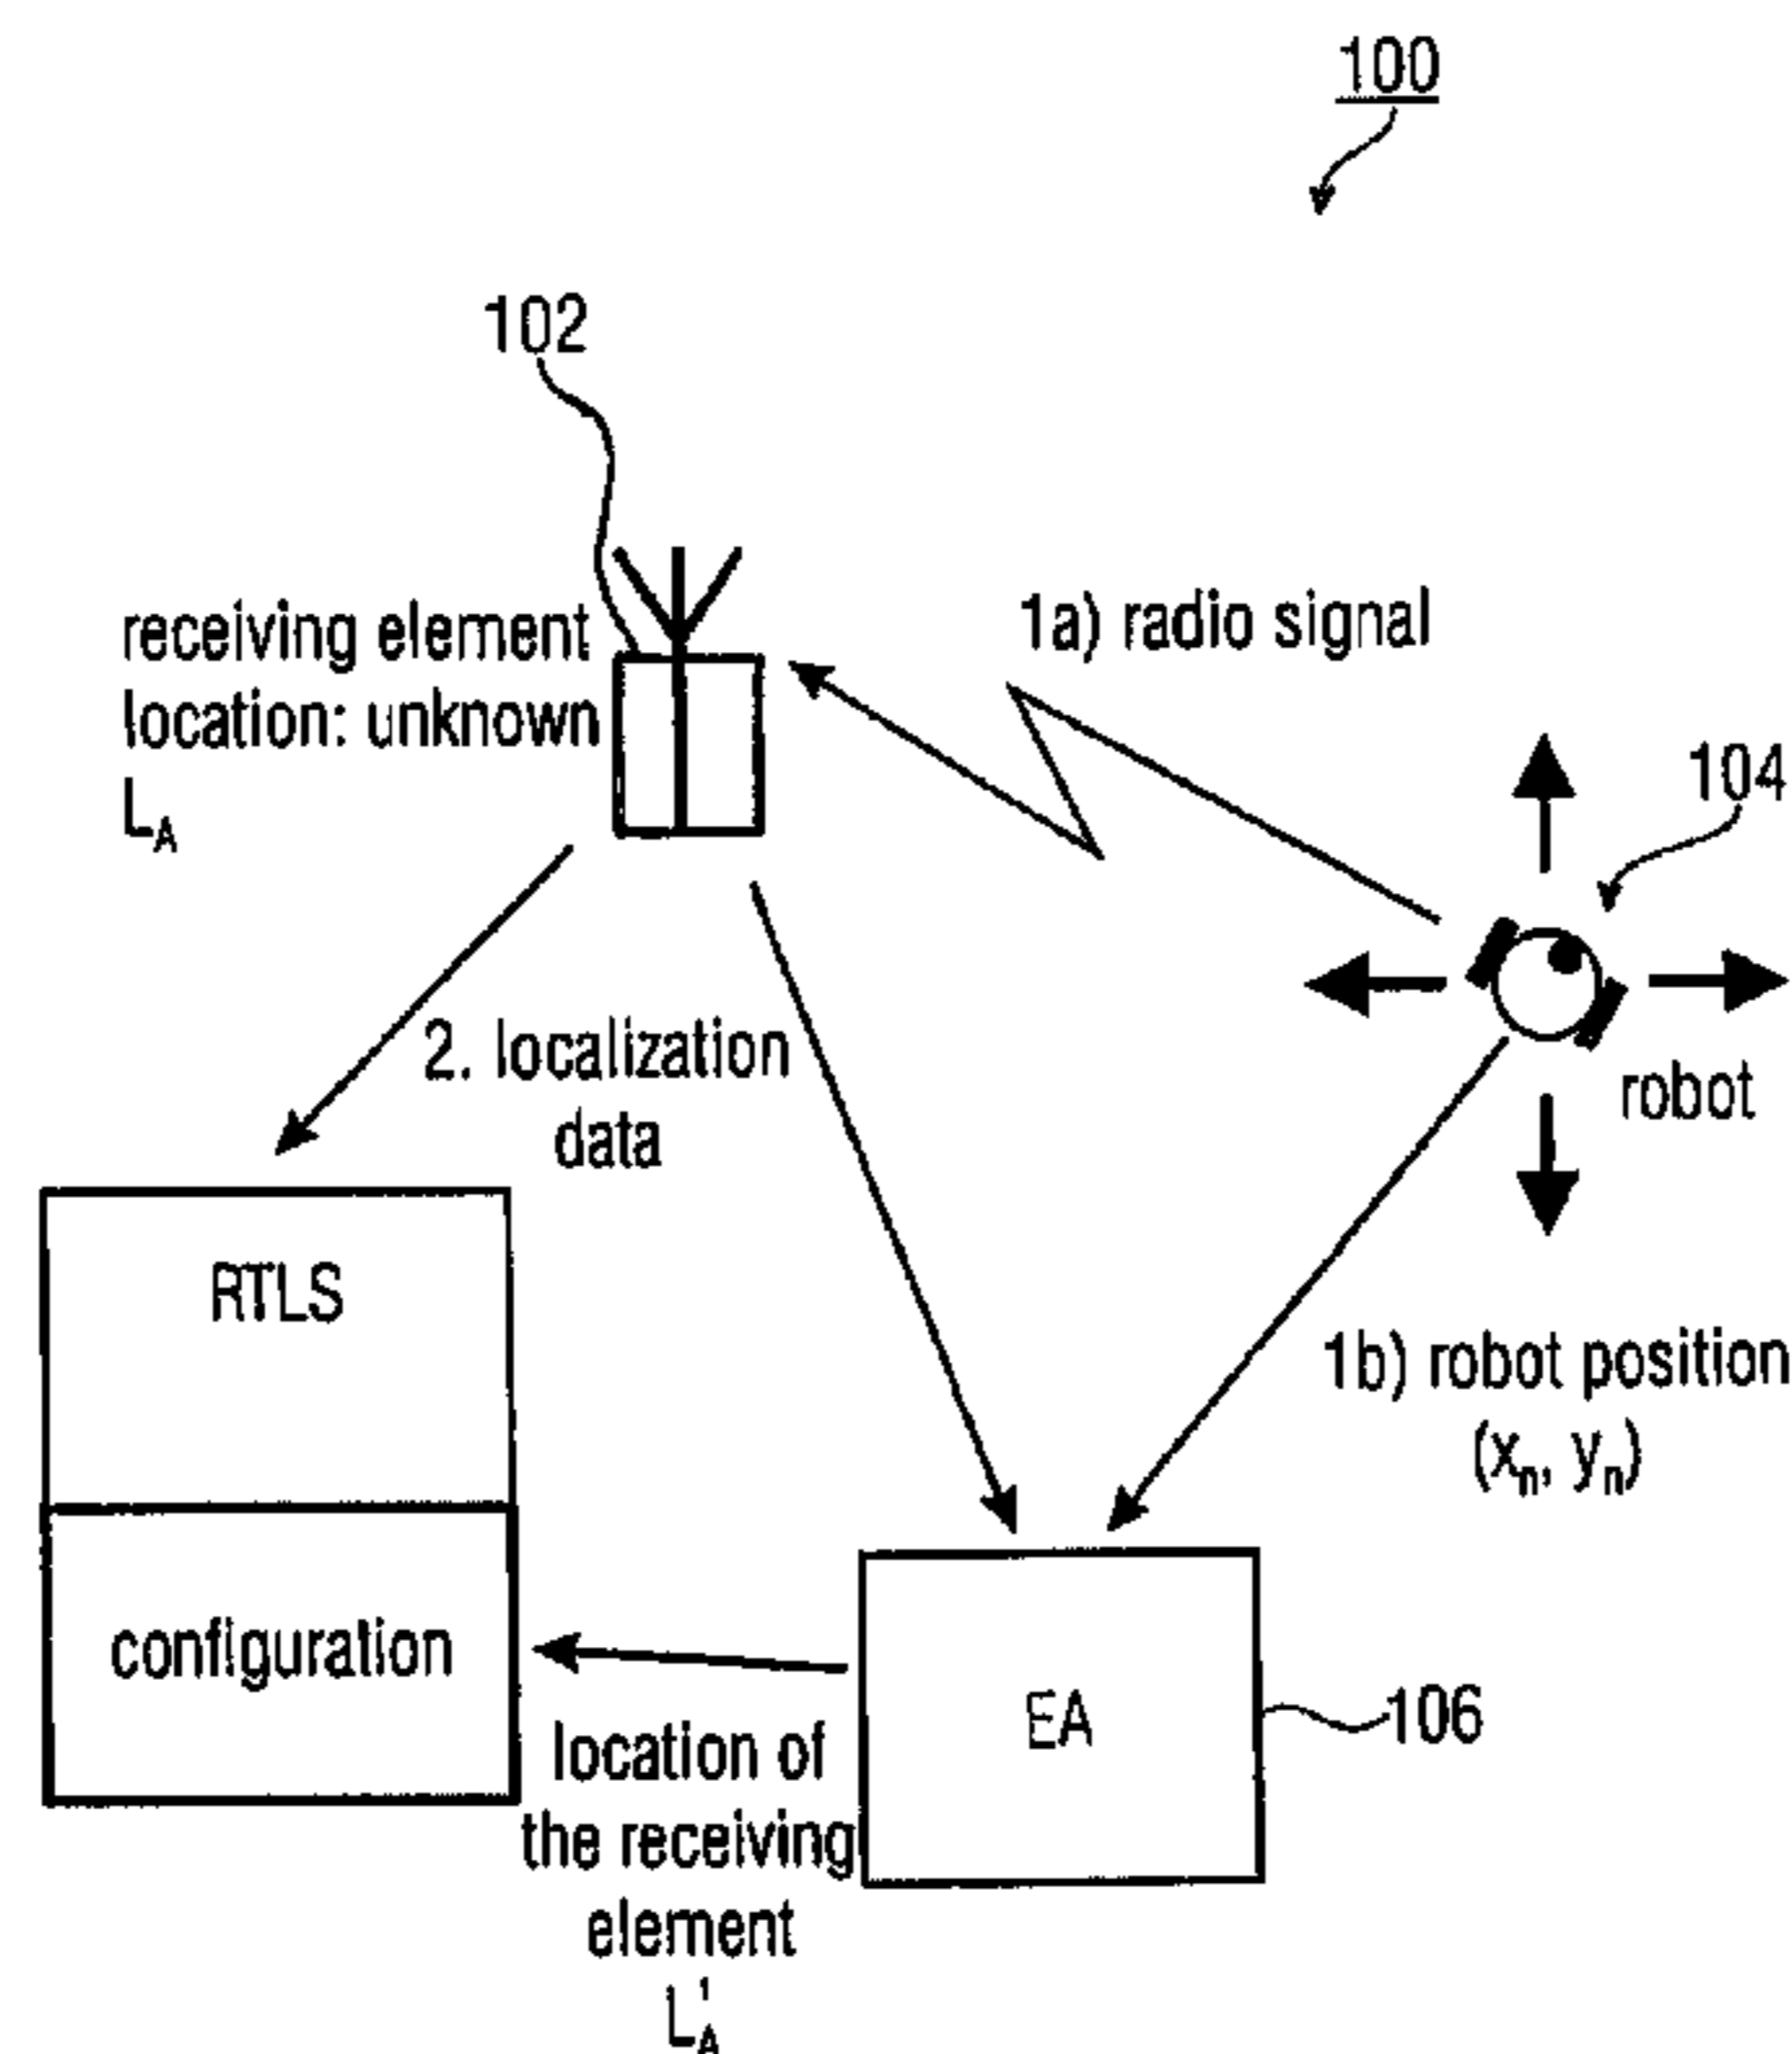 100
102
receiving element
location: unknown
L_A
1a) radio signal
104
robot
2. localization
data
RTLS
1b) robot position
(x_n, y_n)
configuration
EA
106
location of
the receiving
element
L'_A